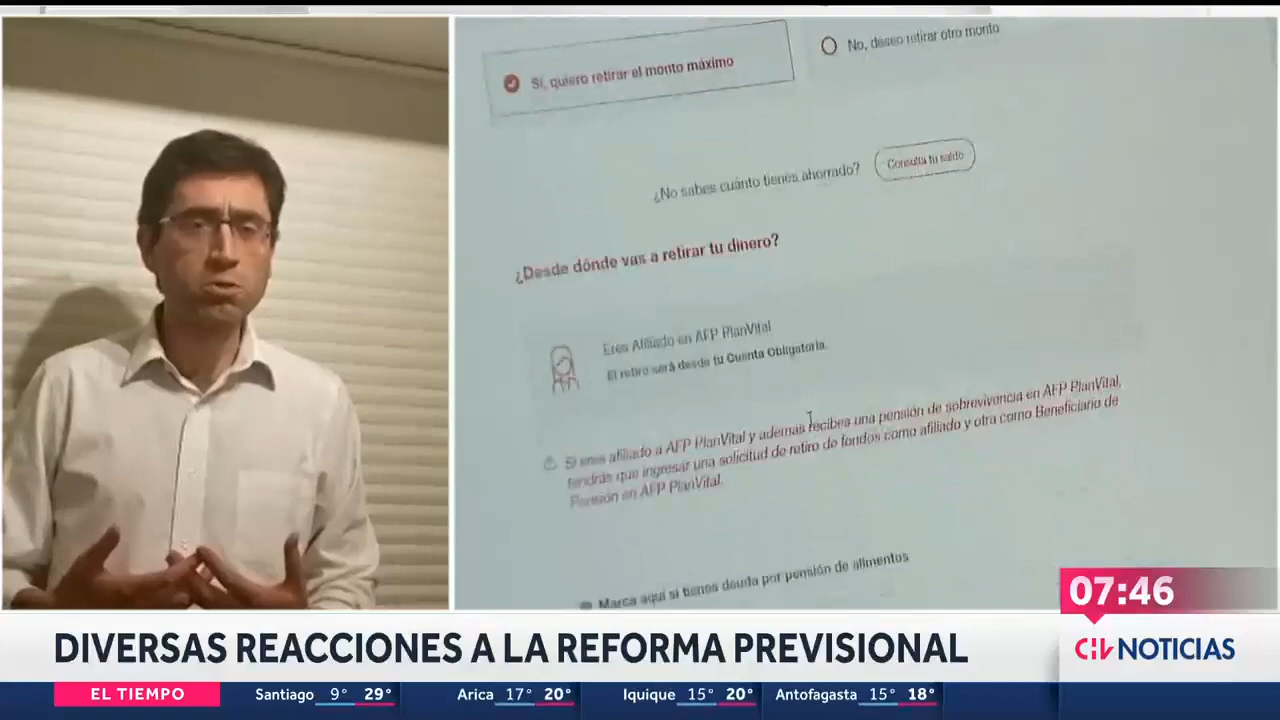 Sí, quiero retirar el monto máximo
No, deseo retirar otro monto
¿No sabes cuánto tienes ahorrado?
Consulta tu saldo
¿Desde dónde vas a retirar tu dinero?
Eres Afiliado en AFP PlanVital
El retiro será desde tu Cuenta Obligatoria.
Si eres afiliado a AFP PlanVital y además recibes una pensión de sobrevivencia en AFP PlanVital,
tendrás que ingresar una solicitud de retiro de fondos como afiliado y otra como Beneficiario de
Pensión en AFP PlanVital.
Marca aquí si tienes deuda por pensión de alimentos
07:46
DIVERSAS REACCIONES A LA REFORMA PREVISIONAL
CHV NOTICIAS
EL TIEMPO Santiago 9° 29° Arica 17° 20° Iquique 15° 20° Antofagasta 15° 18°